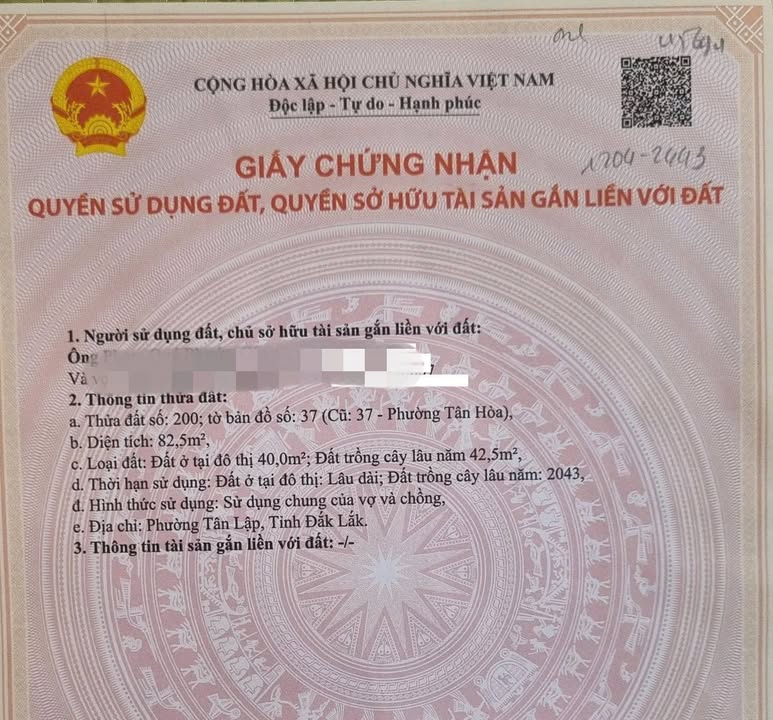 CỘNG HÒA XÃ HỘI CHỦ NGHĨA VIỆT NAM
Độc lập - Tự do - Hạnh phúc
GIẤY CHỨNG NHẬN
1204-2443
QUYỀN SỬ DỤNG ĐẤT, QUYỀN SỞ HỮU TÀI SẢN GẮN LIỀN VỚI ĐẤT
1. Người sử dụng đất, chủ sở hữu tài sản gắn liền với đất:
Ông
Và vợ
2. Thông tin thửa đất:
a. Thửa đất số: 200; tờ bản đồ số: 37 (Cũ: 37 - Phường Tân Hòa),
b. Diện tích: 82,5m²,
c. Loại đất: Đất ở tại đô thị 40,0m²; Đất trồng cây lâu năm 42,5m²,
d. Thời hạn sử dụng: Đất ở tại đô thị: Lâu dài; Đất trồng cây lâu năm: 2043,
đ. Hình thức sử dụng: Sử dụng chung của vợ và chồng,
e. Địa chỉ: Phường Tân Lập, Tỉnh Đắk Lắk.
3. Thông tin tài sản gắn liền với đất: -/-